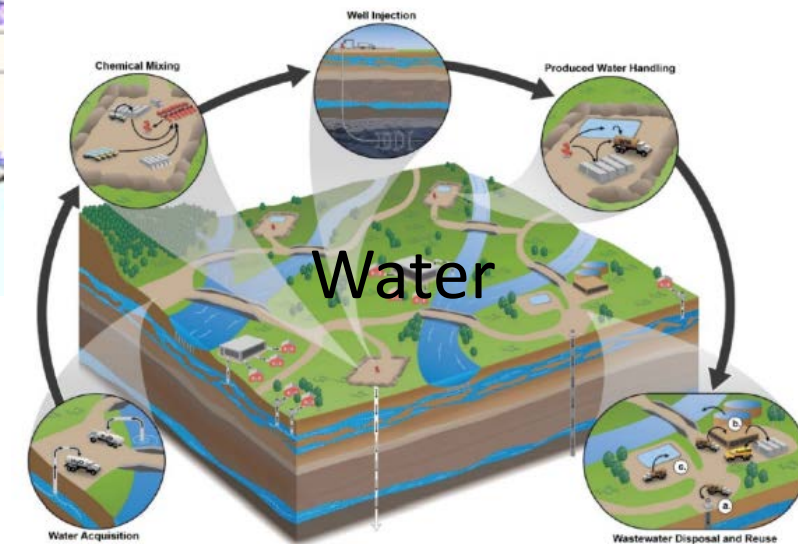 Well Injection
Chemical Mixing
Produced Water Handling
Water
b.
c.
a.
Water Acquisition
Wastewater Disposal and Reuse